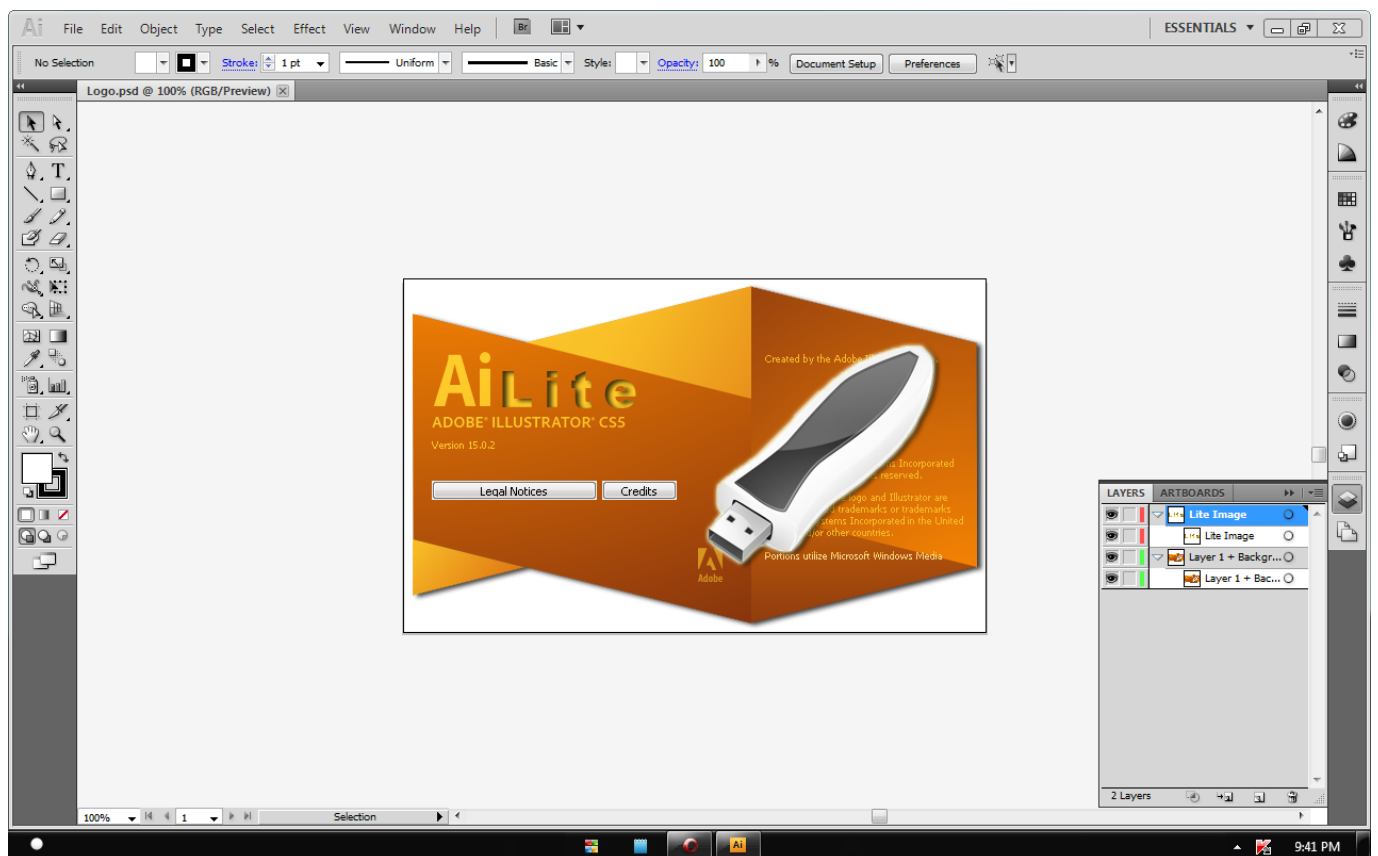 Ai File Edit Object Type Select Effect View Window Help Br ESSENTIALS
No Selection Stroke: 1 pt Uniform Basic Style: Opacity: 100 % Document Setup Preferences
Logo.psd @ 100% (RGB/Preview)
Created by the Adobe
Ai Lite
ADOBE® ILLUSTRATOR® CS5
Version 15.0.2
Legal Notices Credits
Incorporated
reserved.
logo and Illustrator are
trademarks or trademarks
Incorporated in the United
other countries.
Portions utilize Microsoft Windows Media
Adobe
LAYERS ARTBOARDS
Lite Image
Lite Image
Layer 1 + Backgr...
Layer 1 + Bac...
2 Layers
100% 1 Selection
Ai 9:41 PM